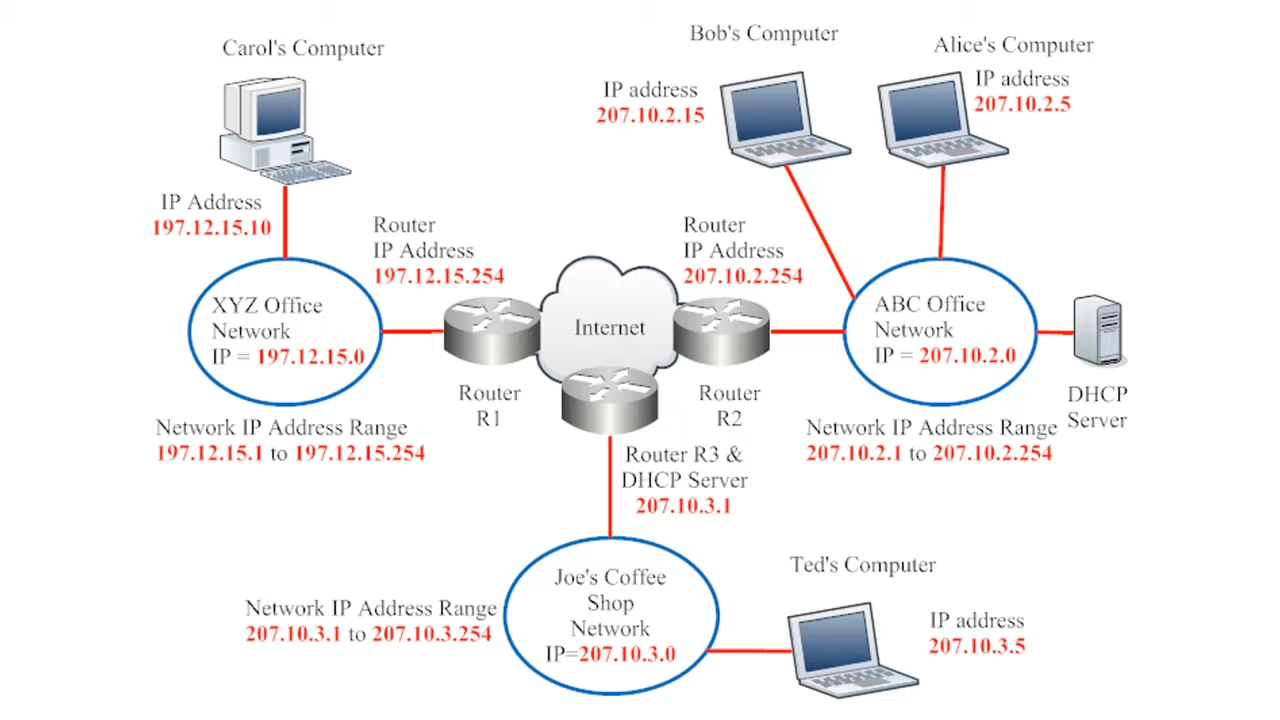 Carol's Computer
Bob's Computer
Alice's Computer
IP address
207.10.2.15
IP address
207.10.2.5
IP Address
197.12.15.10
Router
IP Address
197.12.15.254
Router
IP Address
207.10.2.254
XYZ Office
Network
IP = 197.12.15.0
Internet
ABC Office
Network
IP = 207.10.2.0
Router
R1
Router
R2
DHCP
Server
Network IP Address Range
197.12.15.1 to 197.12.15.254
Network IP Address Range
207.10.2.1 to 207.10.2.254
Router R3 &
DHCP Server
207.10.3.1
Joe's Coffee
Shop
Network
IP=207.10.3.0
Network IP Address Range
207.10.3.1 to 207.10.3.254
Ted's Computer
IP address
207.10.3.5